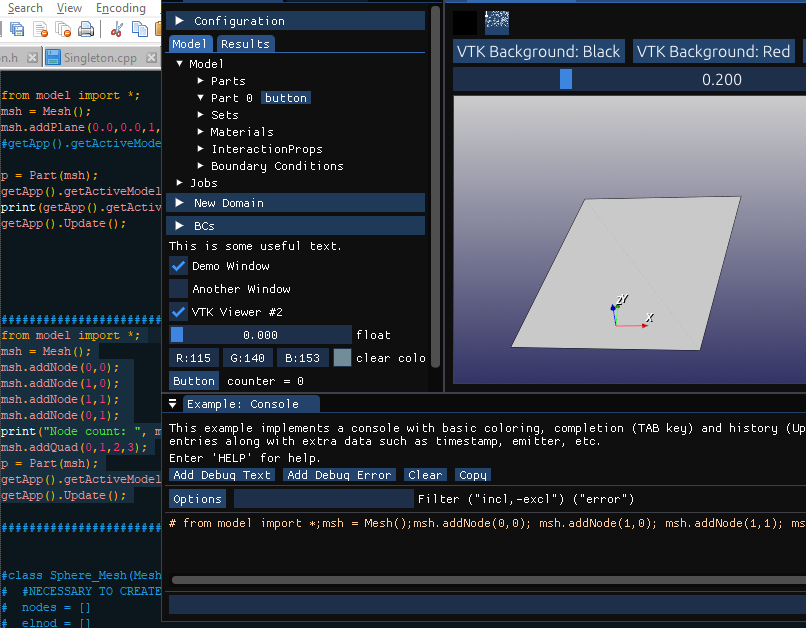 Search View Encoding
n.h Singleton.cpp
from model import *;
msh = Mesh();
msh.addPlane(0.0,0.0,1,
#getApp().getActiveMode
p = Part(msh);
getApp().getActiveModel
print(getApp().getActiv
getApp().Update();
#######################
from model import *;
msh = Mesh();
msh.addNode(0,0);
msh.addNode(1,0);
msh.addNode(1,1);
msh.addNode(0,1);
print("Node count: ", m
msh.addQuad(0,1,2,3);
p = Part(msh);
getApp().getActiveModel
getApp().Update();
#######################
#class Sphere_Mesh(Mesh
# #NECESSARY TO CREATE
# nodes = []
# elnod = []
Configuration
Model Results
Model
Parts
Part 0 button
Sets
Materials
InteractionProps
Boundary Conditions
Jobs
New Domain
BCs
This is some useful text.
Demo Window
Another Window
VTK Viewer #2
0.000 float
R:115 G:140 B:153 clear colo
Button counter = 0
VTK Background: Black VTK Background: Red
0.200
ZY
X
Example: Console
This example implements a console with basic coloring, completion (TAB key) and history (Up
entries along with extra data such as timestamp, emitter, etc.
Enter 'HELP' for help.
Add Debug Text Add Debug Error Clear Copy
Options Filter ("incl,-excl") ("error")
# from model import *;msh = Mesh();msh.addNode(0,0); msh.addNode(1,0); msh.addNode(1,1); ms